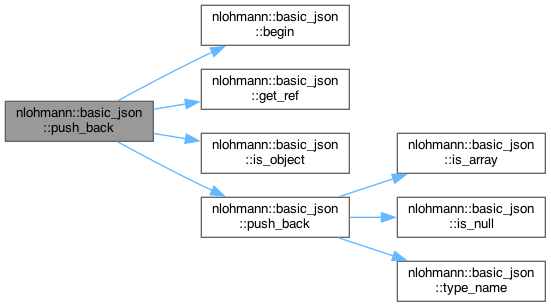 nlohmann::basic_json
::push_back
nlohmann::basic_json
::begin
nlohmann::basic_json
::get_ref
nlohmann::basic_json
::is_object
nlohmann::basic_json
::push_back
nlohmann::basic_json
::is_array
nlohmann::basic_json
::is_null
nlohmann::basic_json
::type_name